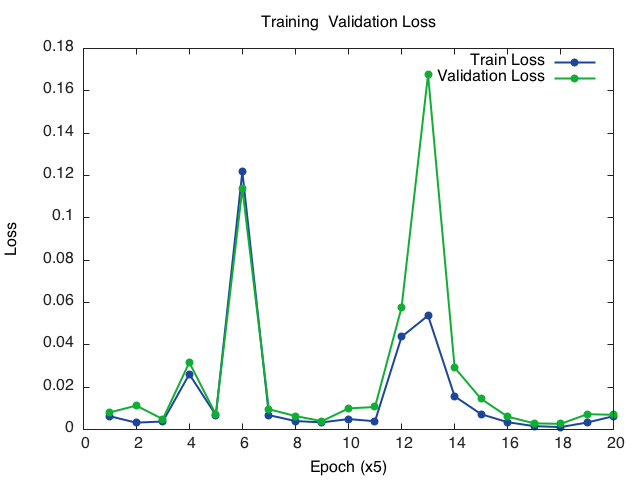 Training  Validation Loss
Train Loss
Validation Loss
0.18
0.16
0.14
0.12
0.1
0.08
0.06
0.04
0.02
0
Loss
0 2 4 6 8 10 12 14 16 18 20
Epoch (x5)